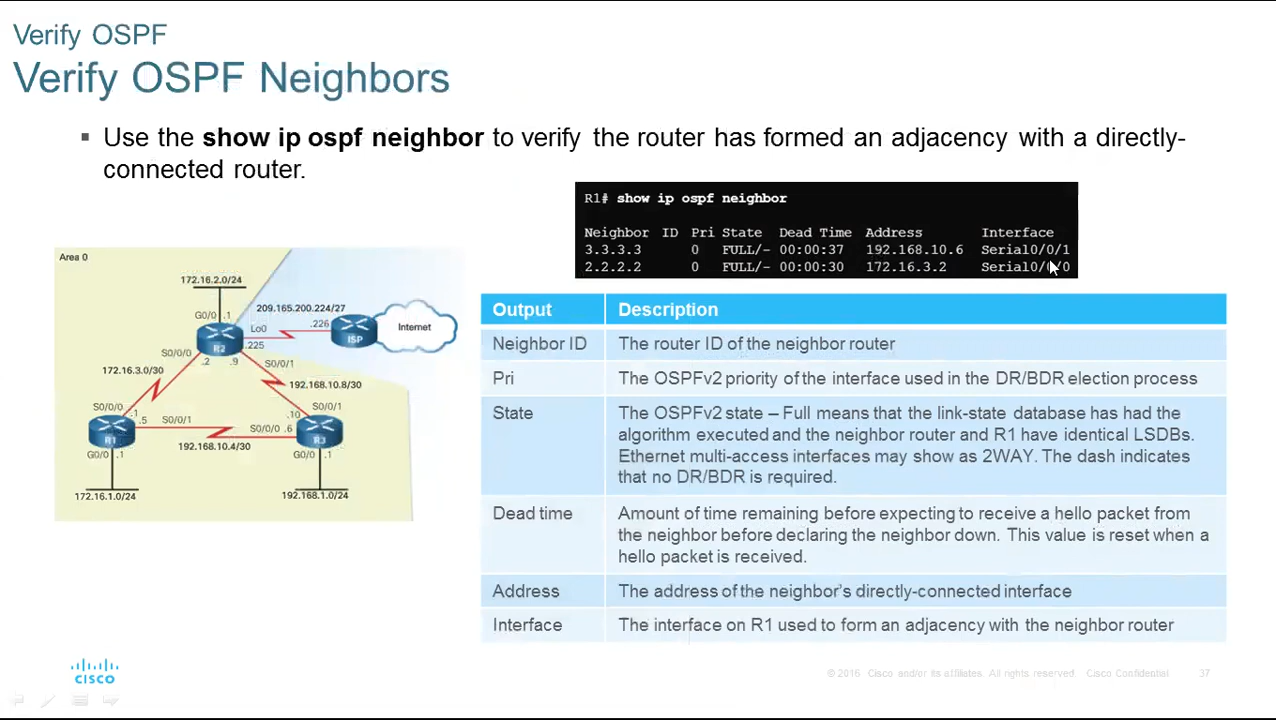 Verify OSPF
Verify OSPF Neighbors
▪ Use the show ip ospf neighbor to verify the router has formed an adjacency with a directly-
connected router.
R1# show ip ospf neighbor
Neighbor ID Pri State Dead Time Address Interface
3.3.3.3 0 FULL/- 00:00:37 192.168.10.6 Serial0/0/1
2.2.2.2 0 FULL/- 00:00:30 172.16.3.2 Serial0/0/0
Area 0
172.16.2.0/24
G0/0 .1
209.165.200.224/27
Lo0
.226
.225
ISP
Internet
R2
S0/0/0
.2
.9
S0/0/1
172.16.3.0/30
192.168.10.8/30
S0/0/0
.1
.5
S0/0/1
.10
S0/0/1
R1
S0/0/0
.6
R3
192.168.10.4/30
G0/0 .1
G0/0 .1
172.16.1.0/24
192.168.1.0/24
Output Description
Neighbor ID The router ID of the neighbor router
Pri The OSPFv2 priority of the interface used in the DR/BDR election process
State The OSPFv2 state – Full means that the link-state database has had the
algorithm executed and the neighbor router and R1 have identical LSDBs.
Ethernet multi-access interfaces may show as 2WAY. The dash indicates
that no DR/BDR is required.
Dead time Amount of time remaining before expecting to receive a hello packet from
the neighbor before declaring the neighbor down. This value is reset when a
hello packet is received.
Address The address of the neighbor's directly-connected interface
Interface The interface on R1 used to form an adjacency with the neighbor router
CISCO
© 2016 Cisco and/or its affiliates. All rights reserved. Cisco Confidential 37